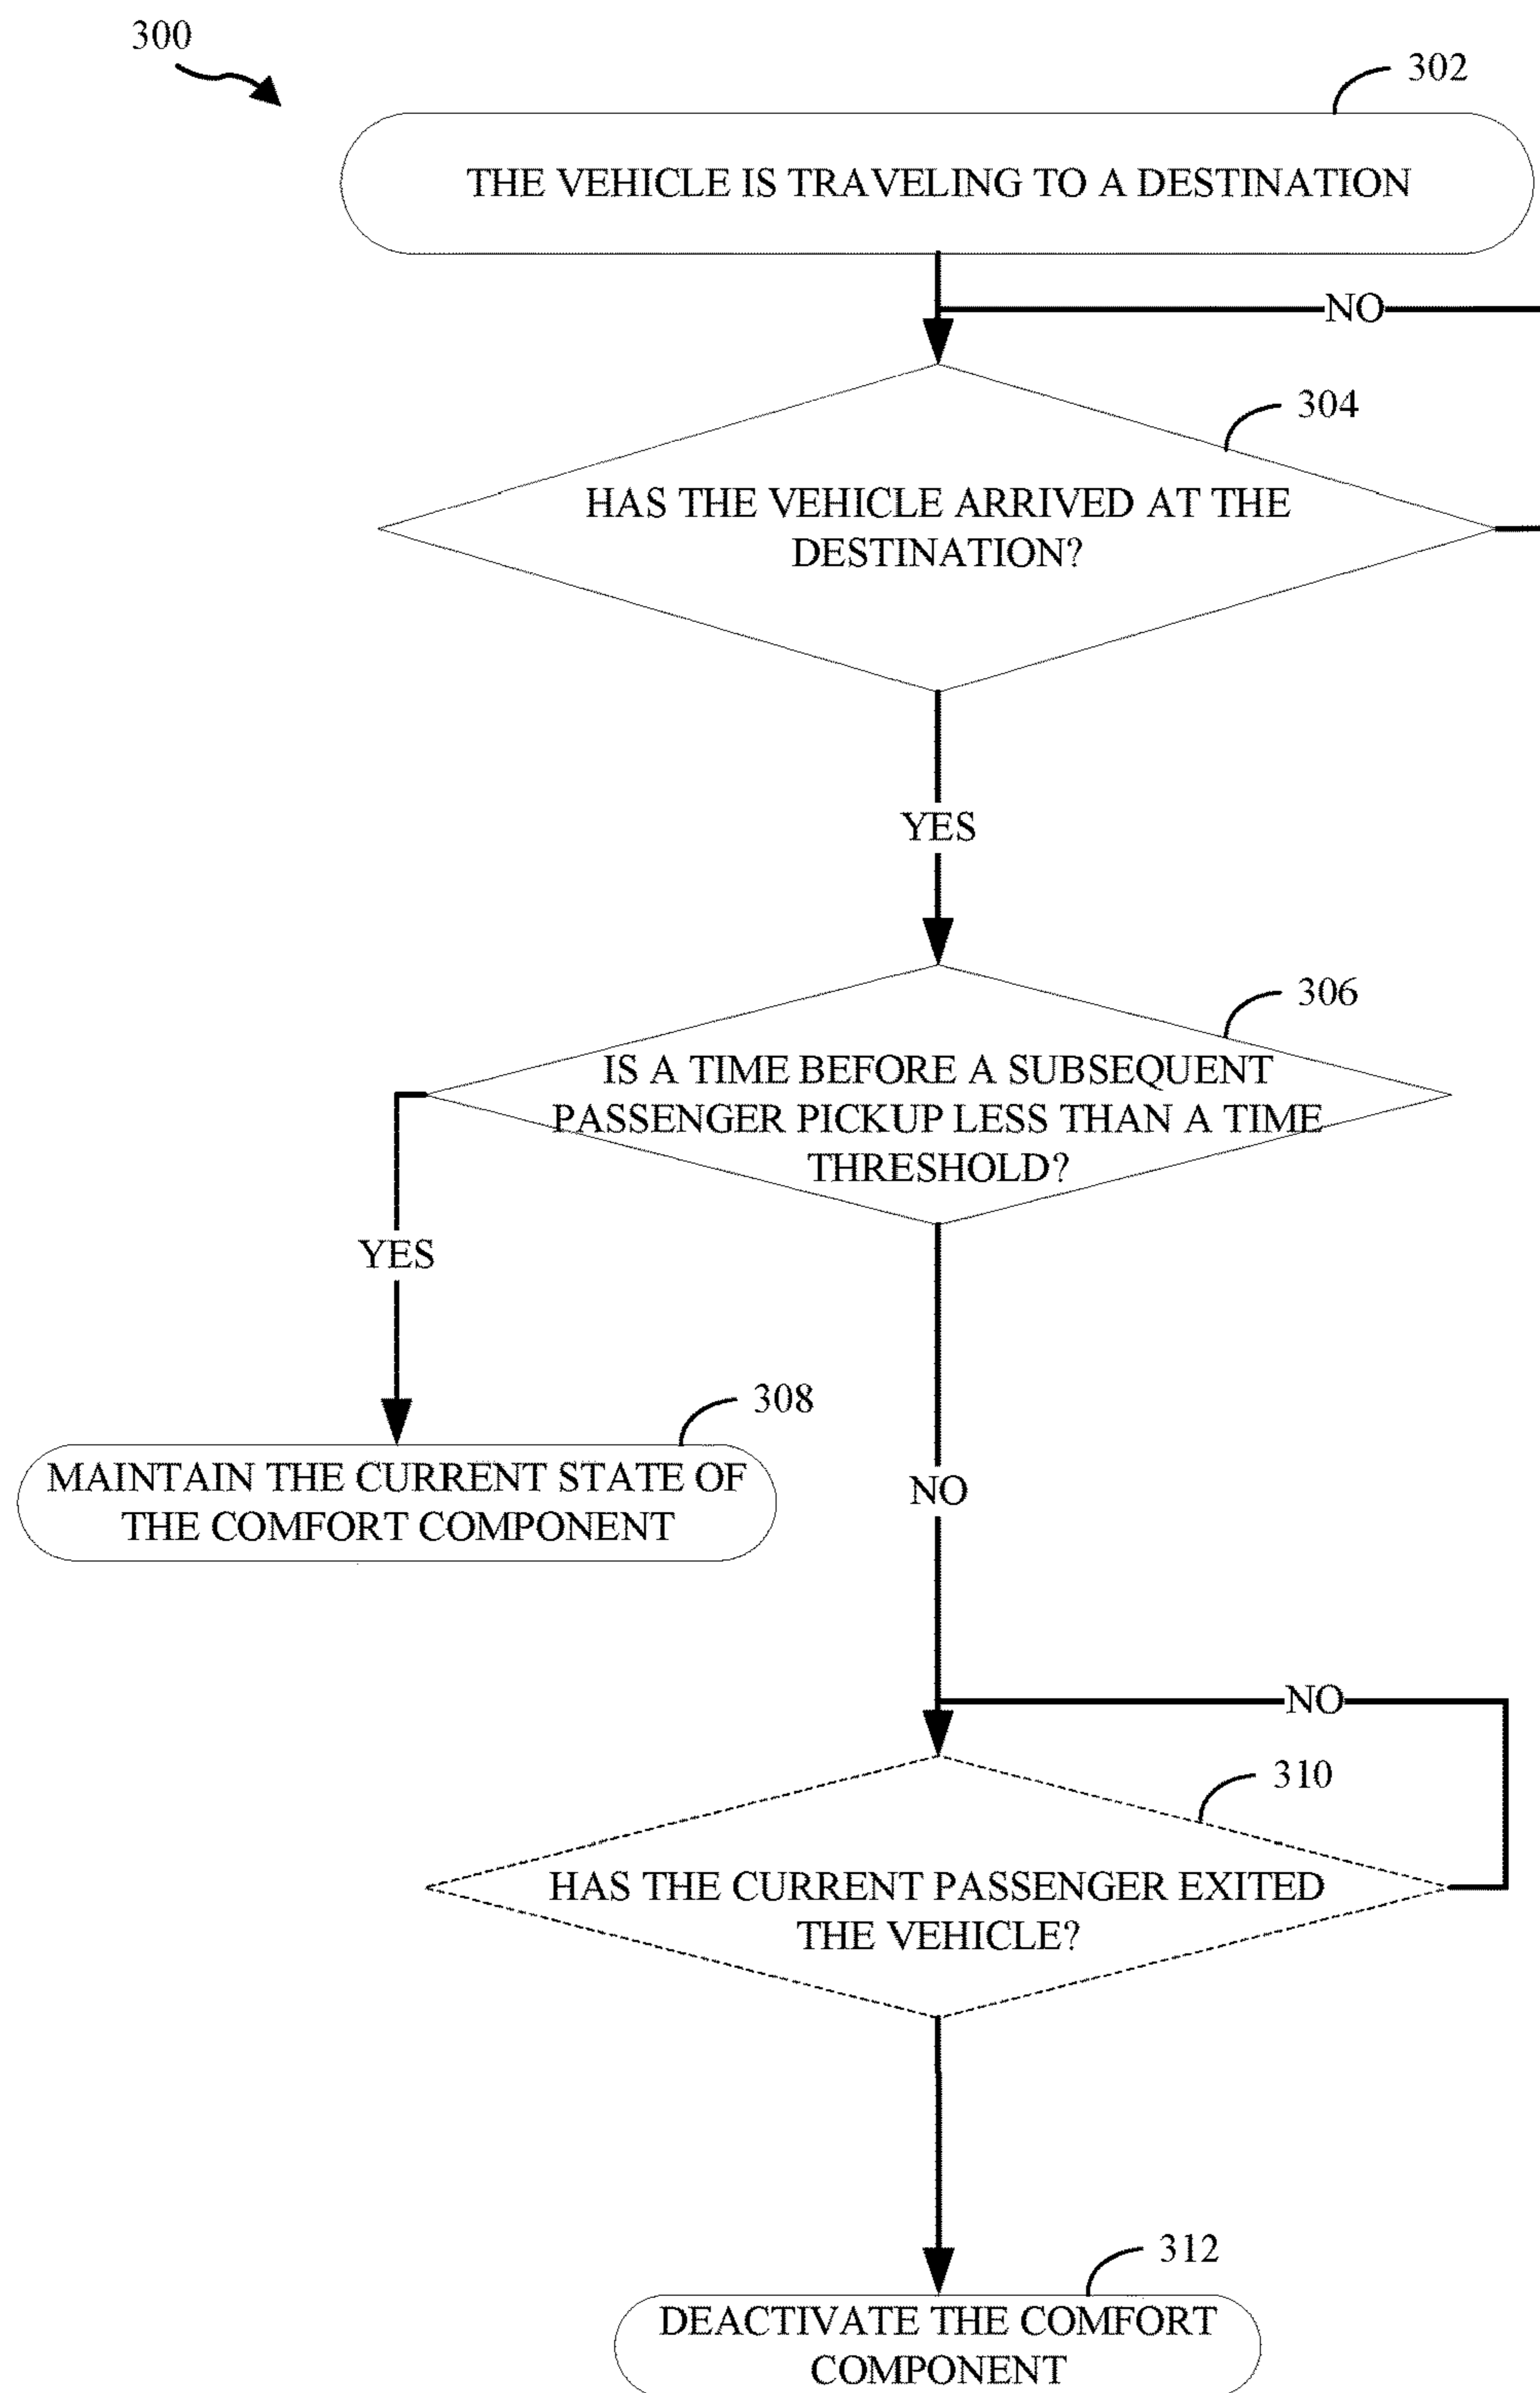 300
302
THE VEHICLE IS TRAVELING TO A DESTINATION
NO
304
HAS THE VEHICLE ARRIVED AT THE
DESTINATION?
YES
306
IS A TIME BEFORE A SUBSEQUENT
PASSENGER PICKUP LESS THAN A TIME
THRESHOLD?
YES
308
MAINTAIN THE CURRENT STATE OF
THE COMFORT COMPONENT
NO
NO
310
HAS THE CURRENT PASSENGER EXITED
THE VEHICLE?
312
DEACTIVATE THE COMFORT
COMPONENT